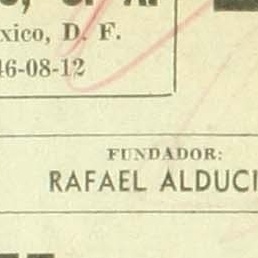 xico, D. F.
46-08-12
FUNDADOR:
RAFAEL ALDUCI